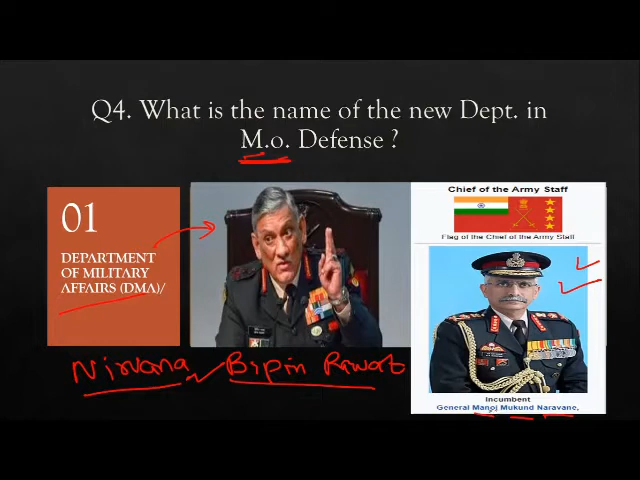 Q4. What is the name of the new Dept. in
M.o. Defense ?
01
DEPARTMENT
OF MILITARY
AFFAIRS (DMA)/
Chief of the Army Staff
Flag of the Chief of the Army Staff
Incumbent
General Manoj Mukund Naravane,
Nirvana Bipin Rawat